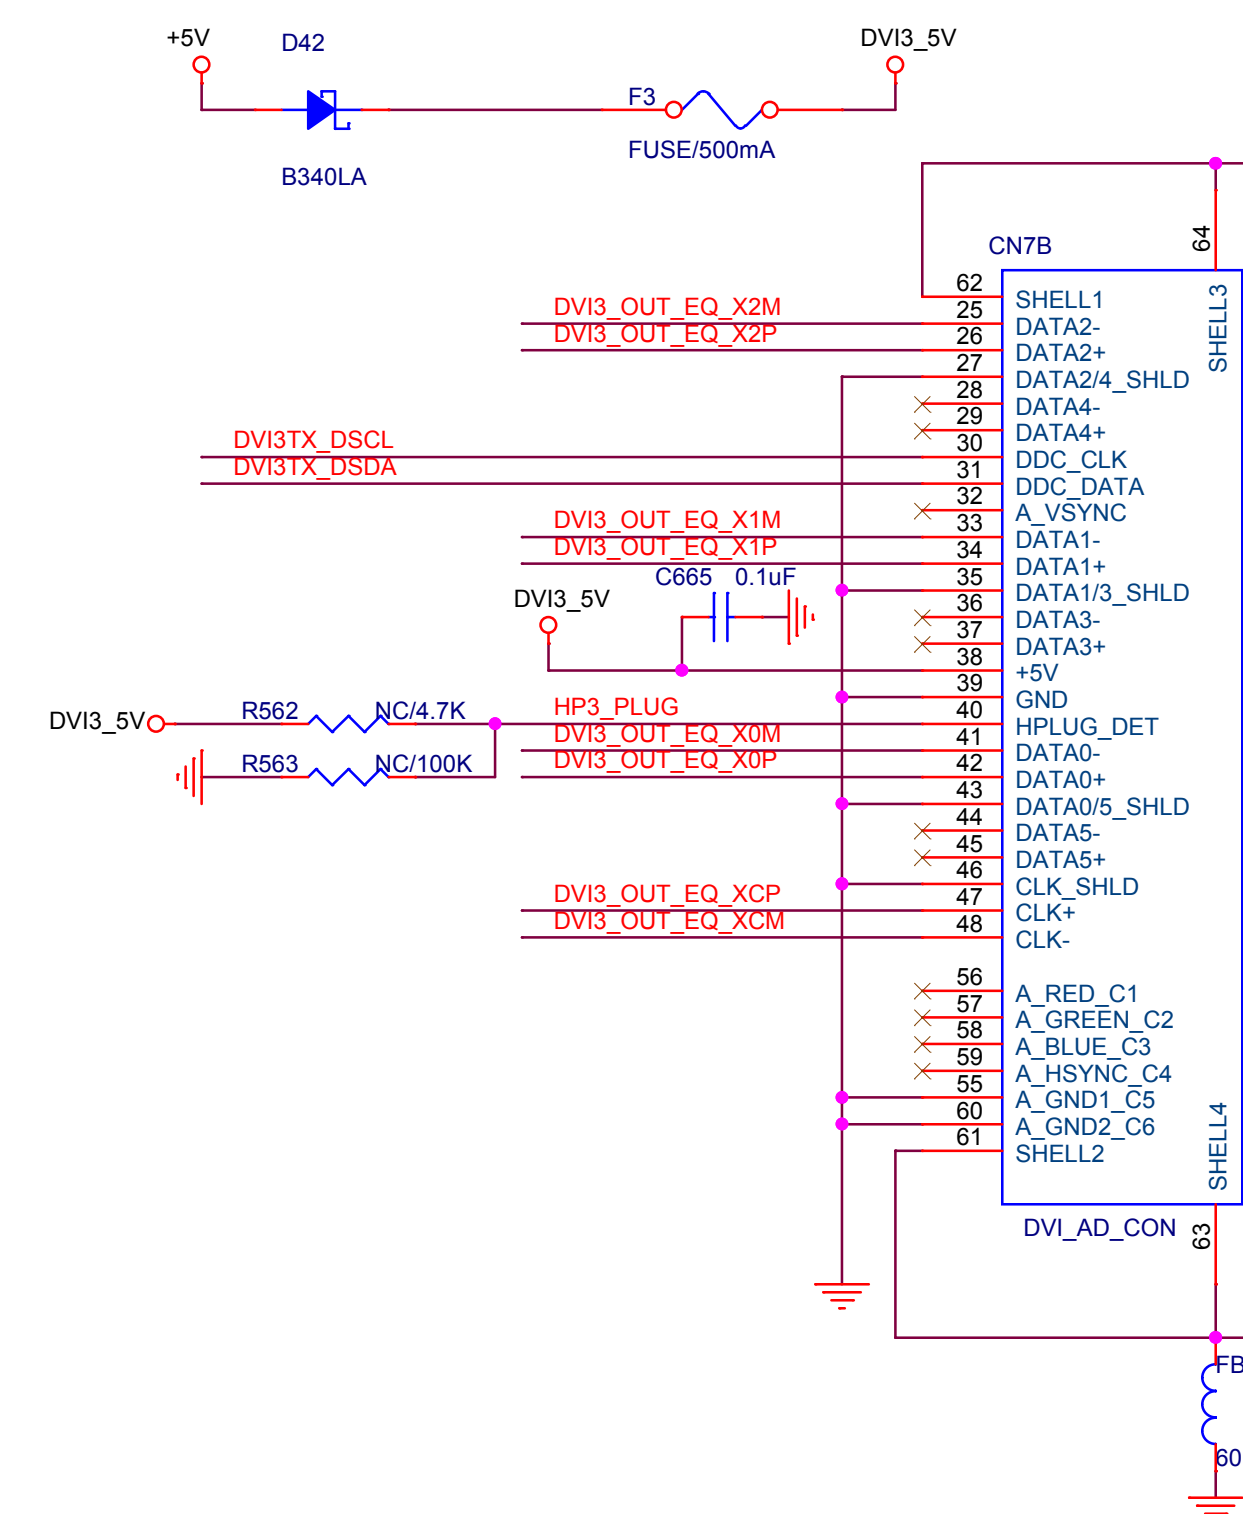 +5V
D42
DVI3_5V
F3
FUSE/500mA
B340LA
CN7B
64
62
SHELL1
SHELL3
DVI3_OUT_EQ_X2M
25
DATA2-
DVI3_OUT_EQ_X2P
26
DATA2+
27
DATA2/4_SHLD
28
DATA4-
29
DATA4+
DVI3TX_DSCL
30
DDC_CLK
DVI3TX_DSDA
31
DDC_DATA
32
A_VSYNC
DVI3_OUT_EQ_X1M
33
DATA1-
DVI3_OUT_EQ_X1P
34
DATA1+
C665 0.1uF
35
DATA1/3_SHLD
DVI3_5V
36
DATA3-
37
DATA3+
38
+5V
39
GND
DVI3_5V
R562 NC/4.7K
HP3_PLUG
40
HPLUG_DET
DVI3_OUT_EQ_X0M
41
DATA0-
R563 NC/100K
DVI3_OUT_EQ_X0P
42
DATA0+
43
DATA0/5_SHLD
44
DATA5-
45
DATA5+
46
CLK_SHLD
DVI3_OUT_EQ_XCP
47
CLK+
DVI3_OUT_EQ_XCM
48
CLK-
56
A_RED_C1
57
A_GREEN_C2
58
A_BLUE_C3
59
A_HSYNC_C4
55
A_GND1_C5
60
A_GND2_C6
61
SHELL2
SHELL4
DVI_AD_CON
63
FB
60